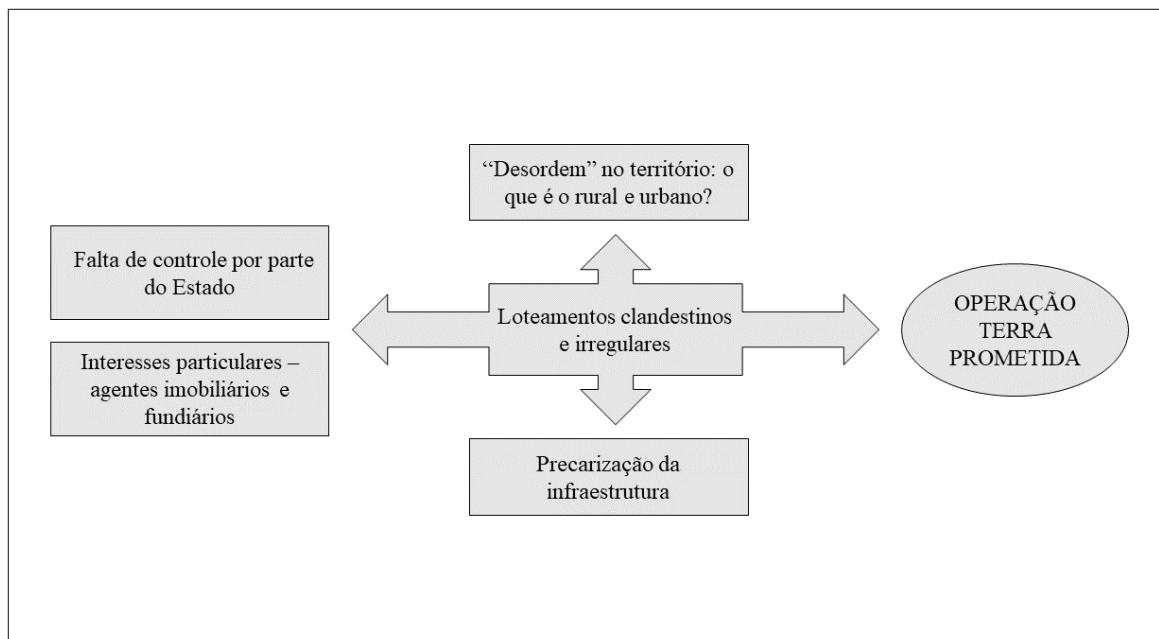 “Desordem” no território: o
que é o rural e urbano?
Falta de controle por parte
do Estado
Interesses particulares –
agentes imobiliários e
fundiários
Loteamentos clandestinos
e irregulares
OPERAÇÃO
TERRA
PROMETIDA
Precarização da
infraestrutura